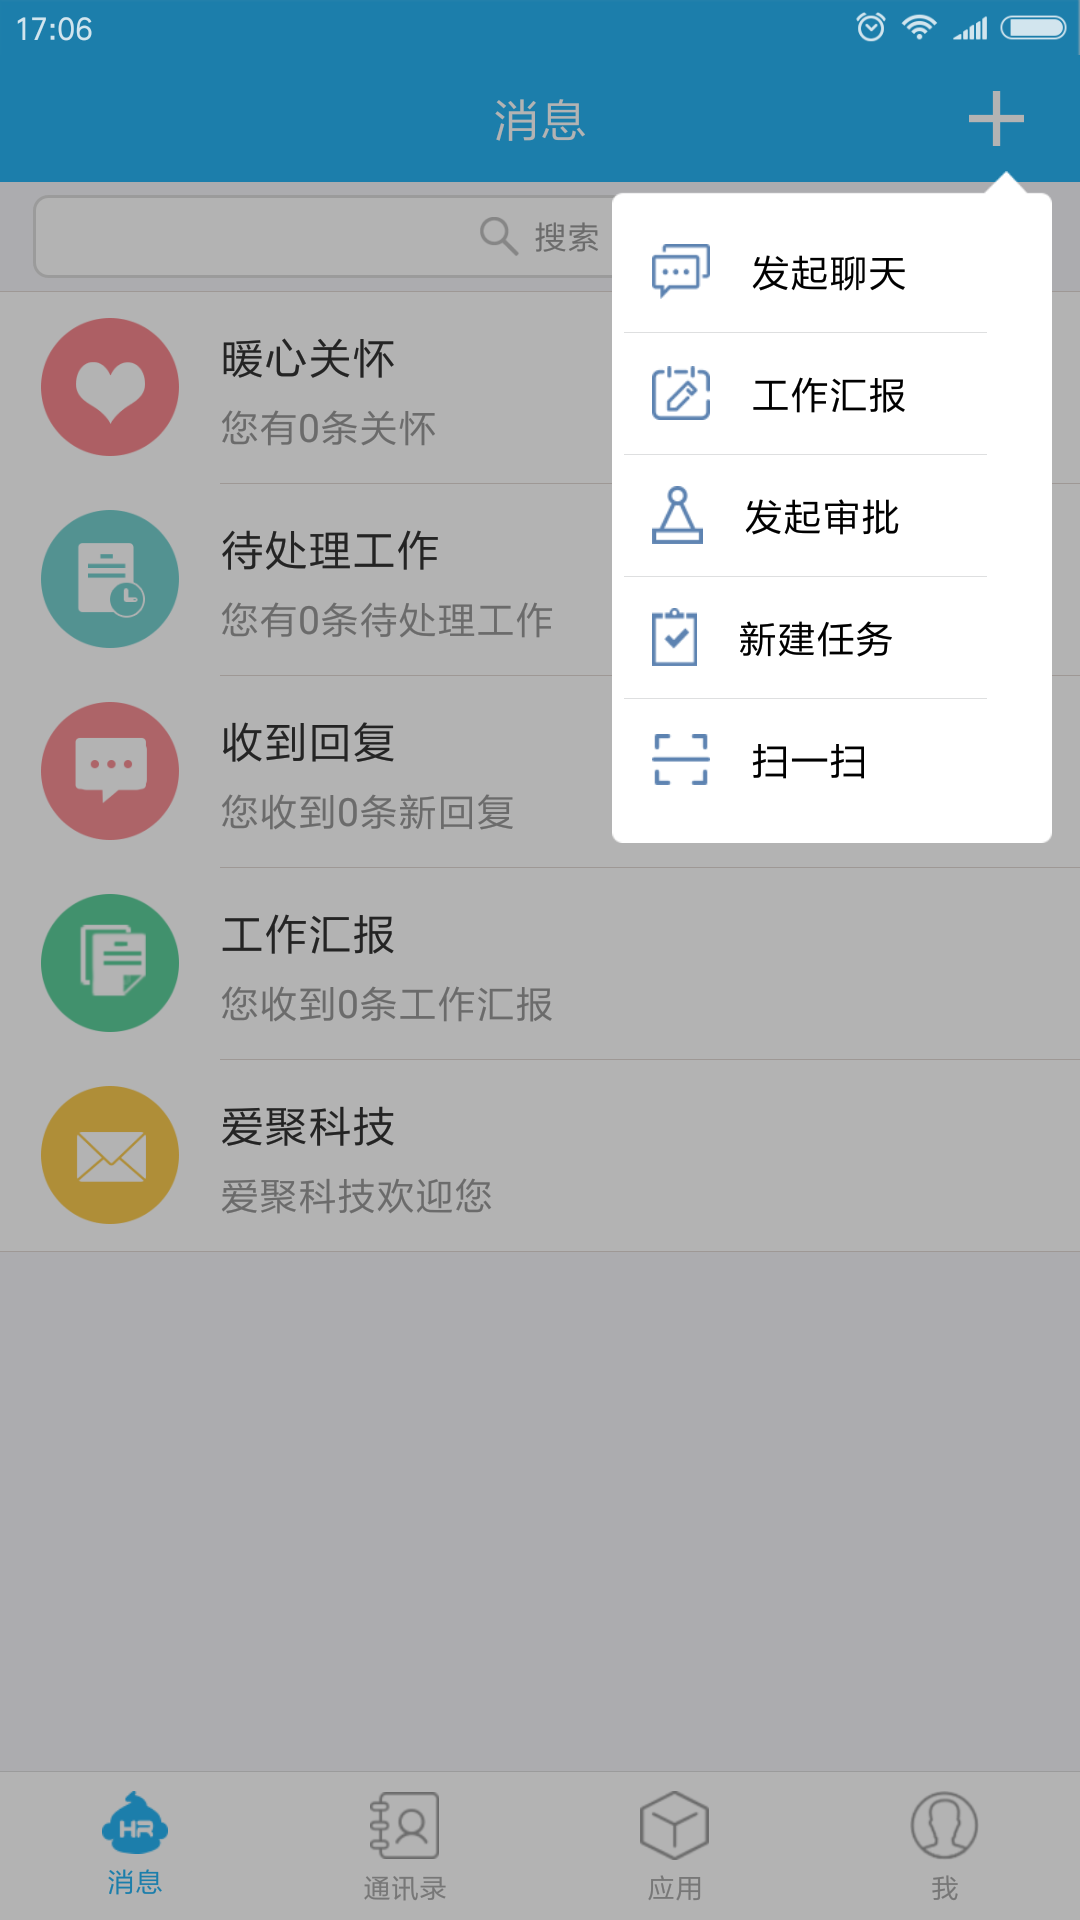 17:06
消息
搜索
发起聊天
工作汇报
发起审批
新建任务
扫一扫
暖心关怀
您有0条关怀
待处理工作
您有0条待处理工作
收到回复
您收到0条新回复
工作汇报
您收到0条工作汇报
爱聚科技
爱聚科技欢迎您
HR
消息
通讯录
应用
我